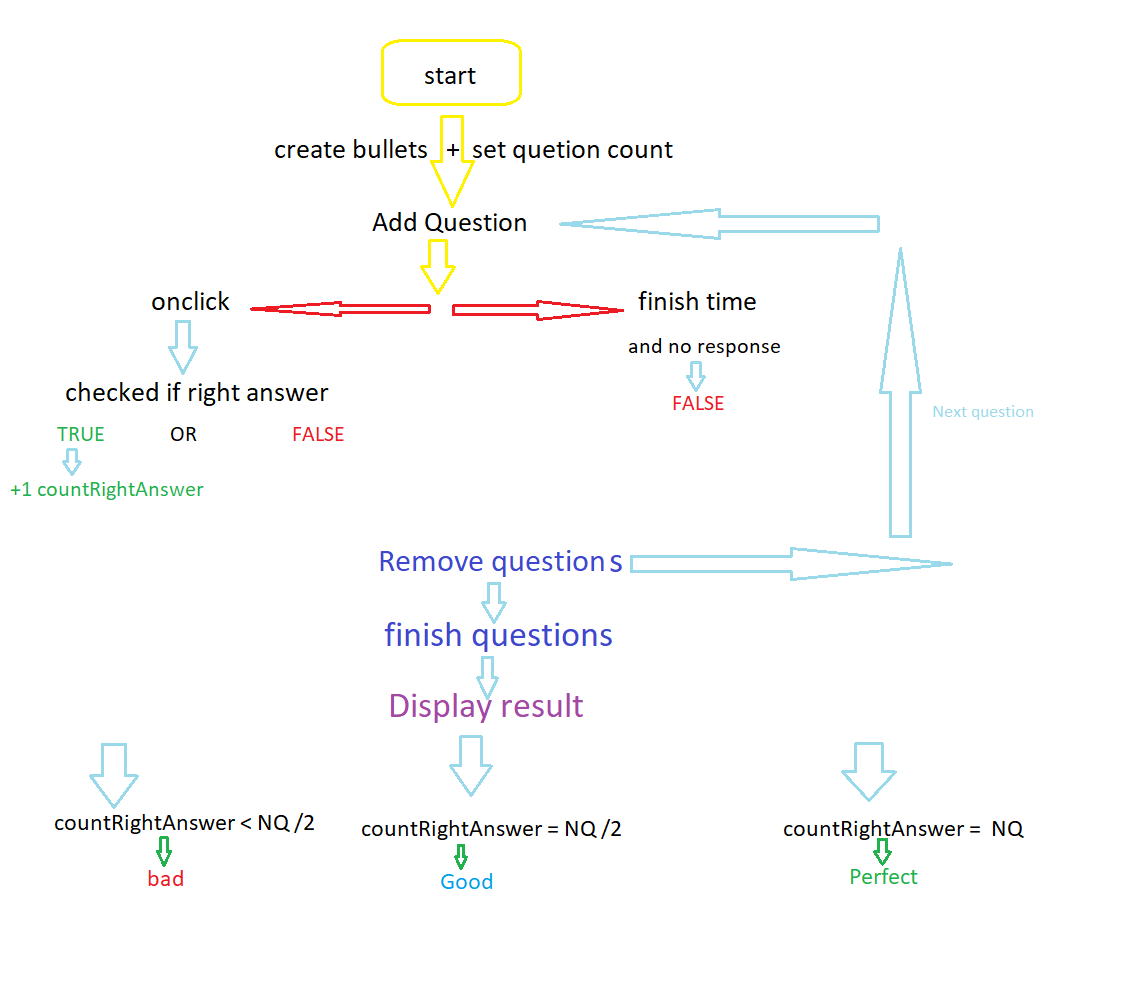 start
create bullets + set quetion count
Add Question
onclick
finish time
and no response
FALSE
checked if right answer
TRUE OR FALSE
+1 countRightAnswer
Next question
Remove questions
finish questions
Display result
countRightAnswer < NQ /2
countRightAnswer = NQ /2
countRightAnswer = NQ
bad
Good
Perfect